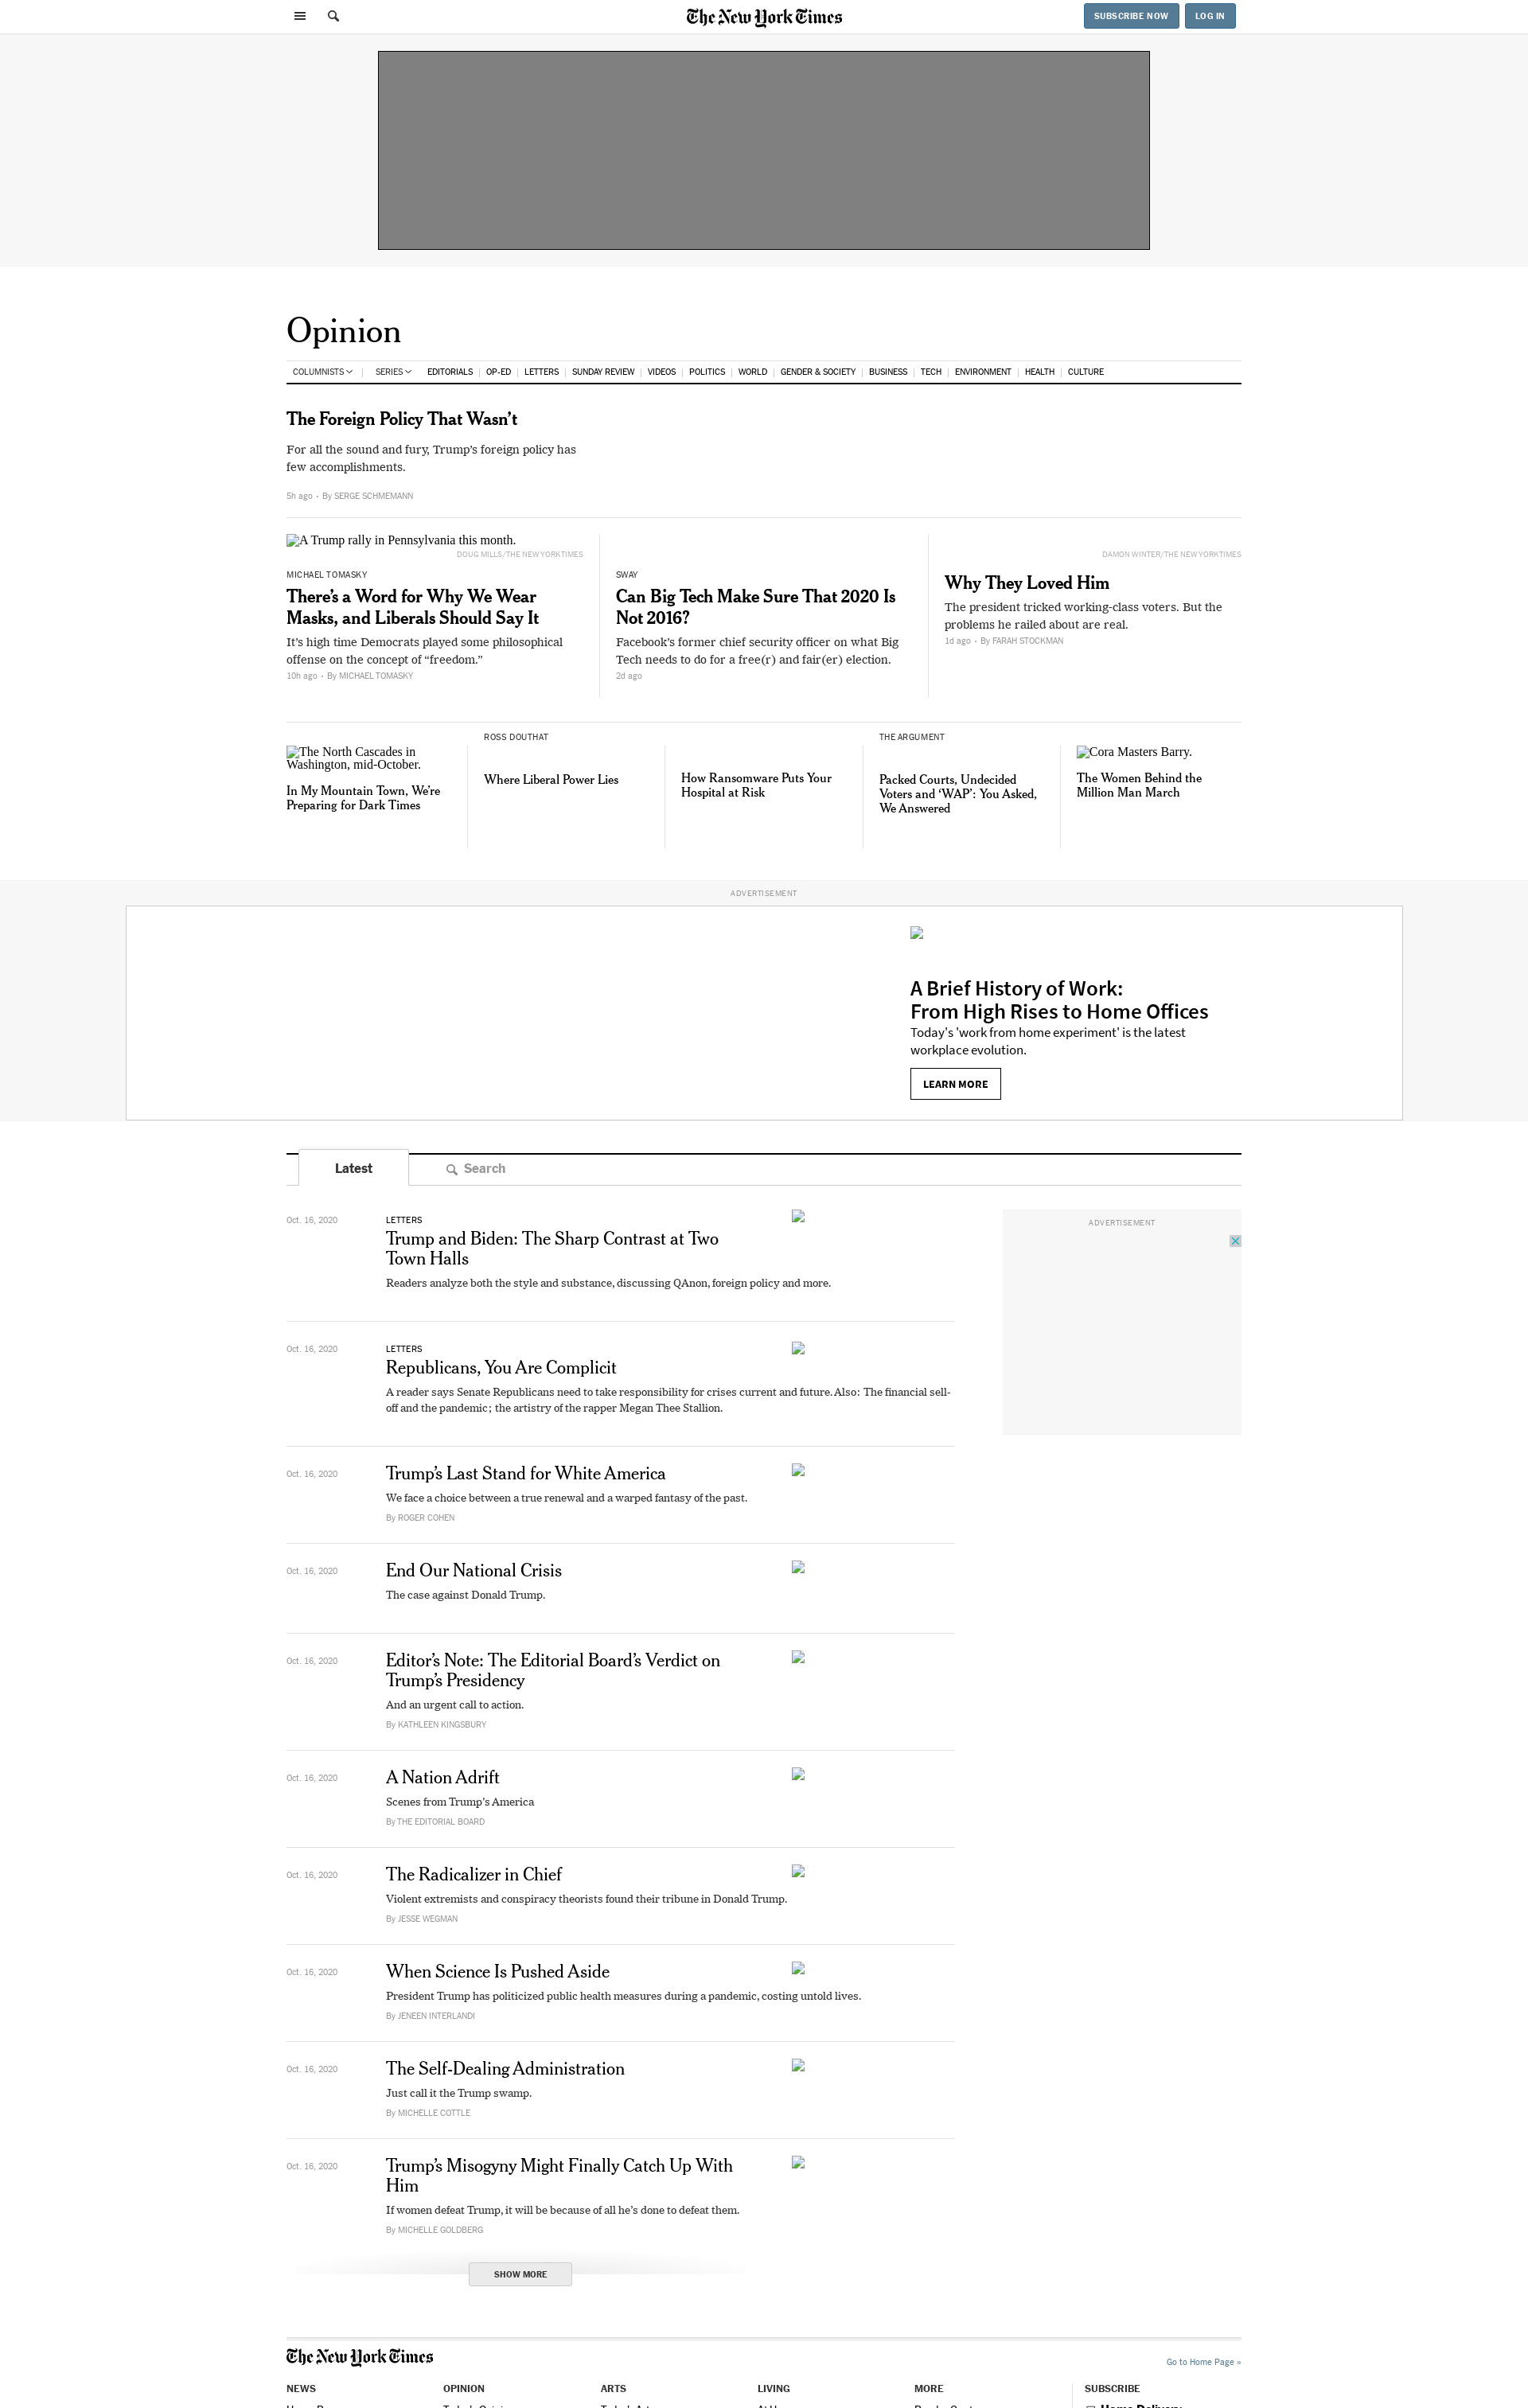 The New York Times
SUBSCRIBE NOW
LOG IN
Opinion
COLUMNISTS
SERIES
EDITORIALS
OP-ED
LETTERS
SUNDAY REVIEW
VIDEOS
POLITICS
WORLD
GENDER & SOCIETY
BUSINESS
TECH
ENVIRONMENT
HEALTH
CULTURE
The Foreign Policy That Wasn’t
For all the sound and fury, Trump’s foreign policy has
few accomplishments.
5h ago • By SERGE SCHMEMANN
A Trump rally in Pennsylvania this month.
DOUG MILLS/THE NEW YORK TIMES
MICHAEL TOMASKY
There’s a Word for Why We Wear
Masks, and Liberals Should Say It
It’s high time Democrats played some philosophical
offense on the concept of “freedom.”
10h ago • By MICHAEL TOMASKY
SWAY
Can Big Tech Make Sure That 2020 Is
Not 2016?
Facebook’s former chief security officer on what Big
Tech needs to do for a free(r) and fair(er) election.
2d ago
DAMON WINTER/THE NEW YORK TIMES
Why They Loved Him
The president tricked working-class voters. But the
problems he railed about are real.
1d ago • By FARAH STOCKMAN
The North Cascades in
Washington, mid-October.
In My Mountain Town, We’re
Preparing for Dark Times
ROSS DOUTHAT
Where Liberal Power Lies
How Ransomware Puts Your
Hospital at Risk
THE ARGUMENT
Packed Courts, Undecided
Voters and ‘WAP’: You Asked,
We Answered
Cora Masters Barry.
The Women Behind the
Million Man March
ADVERTISEMENT
A Brief History of Work:
From High Rises to Home Offices
Today's 'work from home experiment' is the latest
workplace evolution.
LEARN MORE
Latest
Search
Oct. 16, 2020
LETTERS
Trump and Biden: The Sharp Contrast at Two
Town Halls
Readers analyze both the style and substance, discussing QAnon, foreign policy and more.
ADVERTISEMENT
Oct. 16, 2020
LETTERS
Republicans, You Are Complicit
A reader says Senate Republicans need to take responsibility for crises current and future. Also: The financial sell-
off and the pandemic; the artistry of the rapper Megan Thee Stallion.
Oct. 16, 2020
Trump’s Last Stand for White America
We face a choice between a true renewal and a warped fantasy of the past.
By ROGER COHEN
Oct. 16, 2020
End Our National Crisis
The case against Donald Trump.
Oct. 16, 2020
Editor’s Note: The Editorial Board’s Verdict on
Trump’s Presidency
And an urgent call to action.
By KATHLEEN KINGSBURY
Oct. 16, 2020
A Nation Adrift
Scenes from Trump’s America
By THE EDITORIAL BOARD
Oct. 16, 2020
The Radicalizer in Chief
Violent extremists and conspiracy theorists found their tribune in Donald Trump.
By JESSE WEGMAN
Oct. 16, 2020
When Science Is Pushed Aside
President Trump has politicized public health measures during a pandemic, costing untold lives.
By JENEEN INTERLANDI
Oct. 16, 2020
The Self-Dealing Administration
Just call it the Trump swamp.
By MICHELLE COTTLE
Oct. 16, 2020
Trump’s Misogyny Might Finally Catch Up With
Him
If women defeat Trump, it will be because of all he’s done to defeat them.
By MICHELLE GOLDBERG
SHOW MORE
The New York Times
Go to Home Page »
NEWS
OPINION
ARTS
LIVING
MORE
SUBSCRIBE